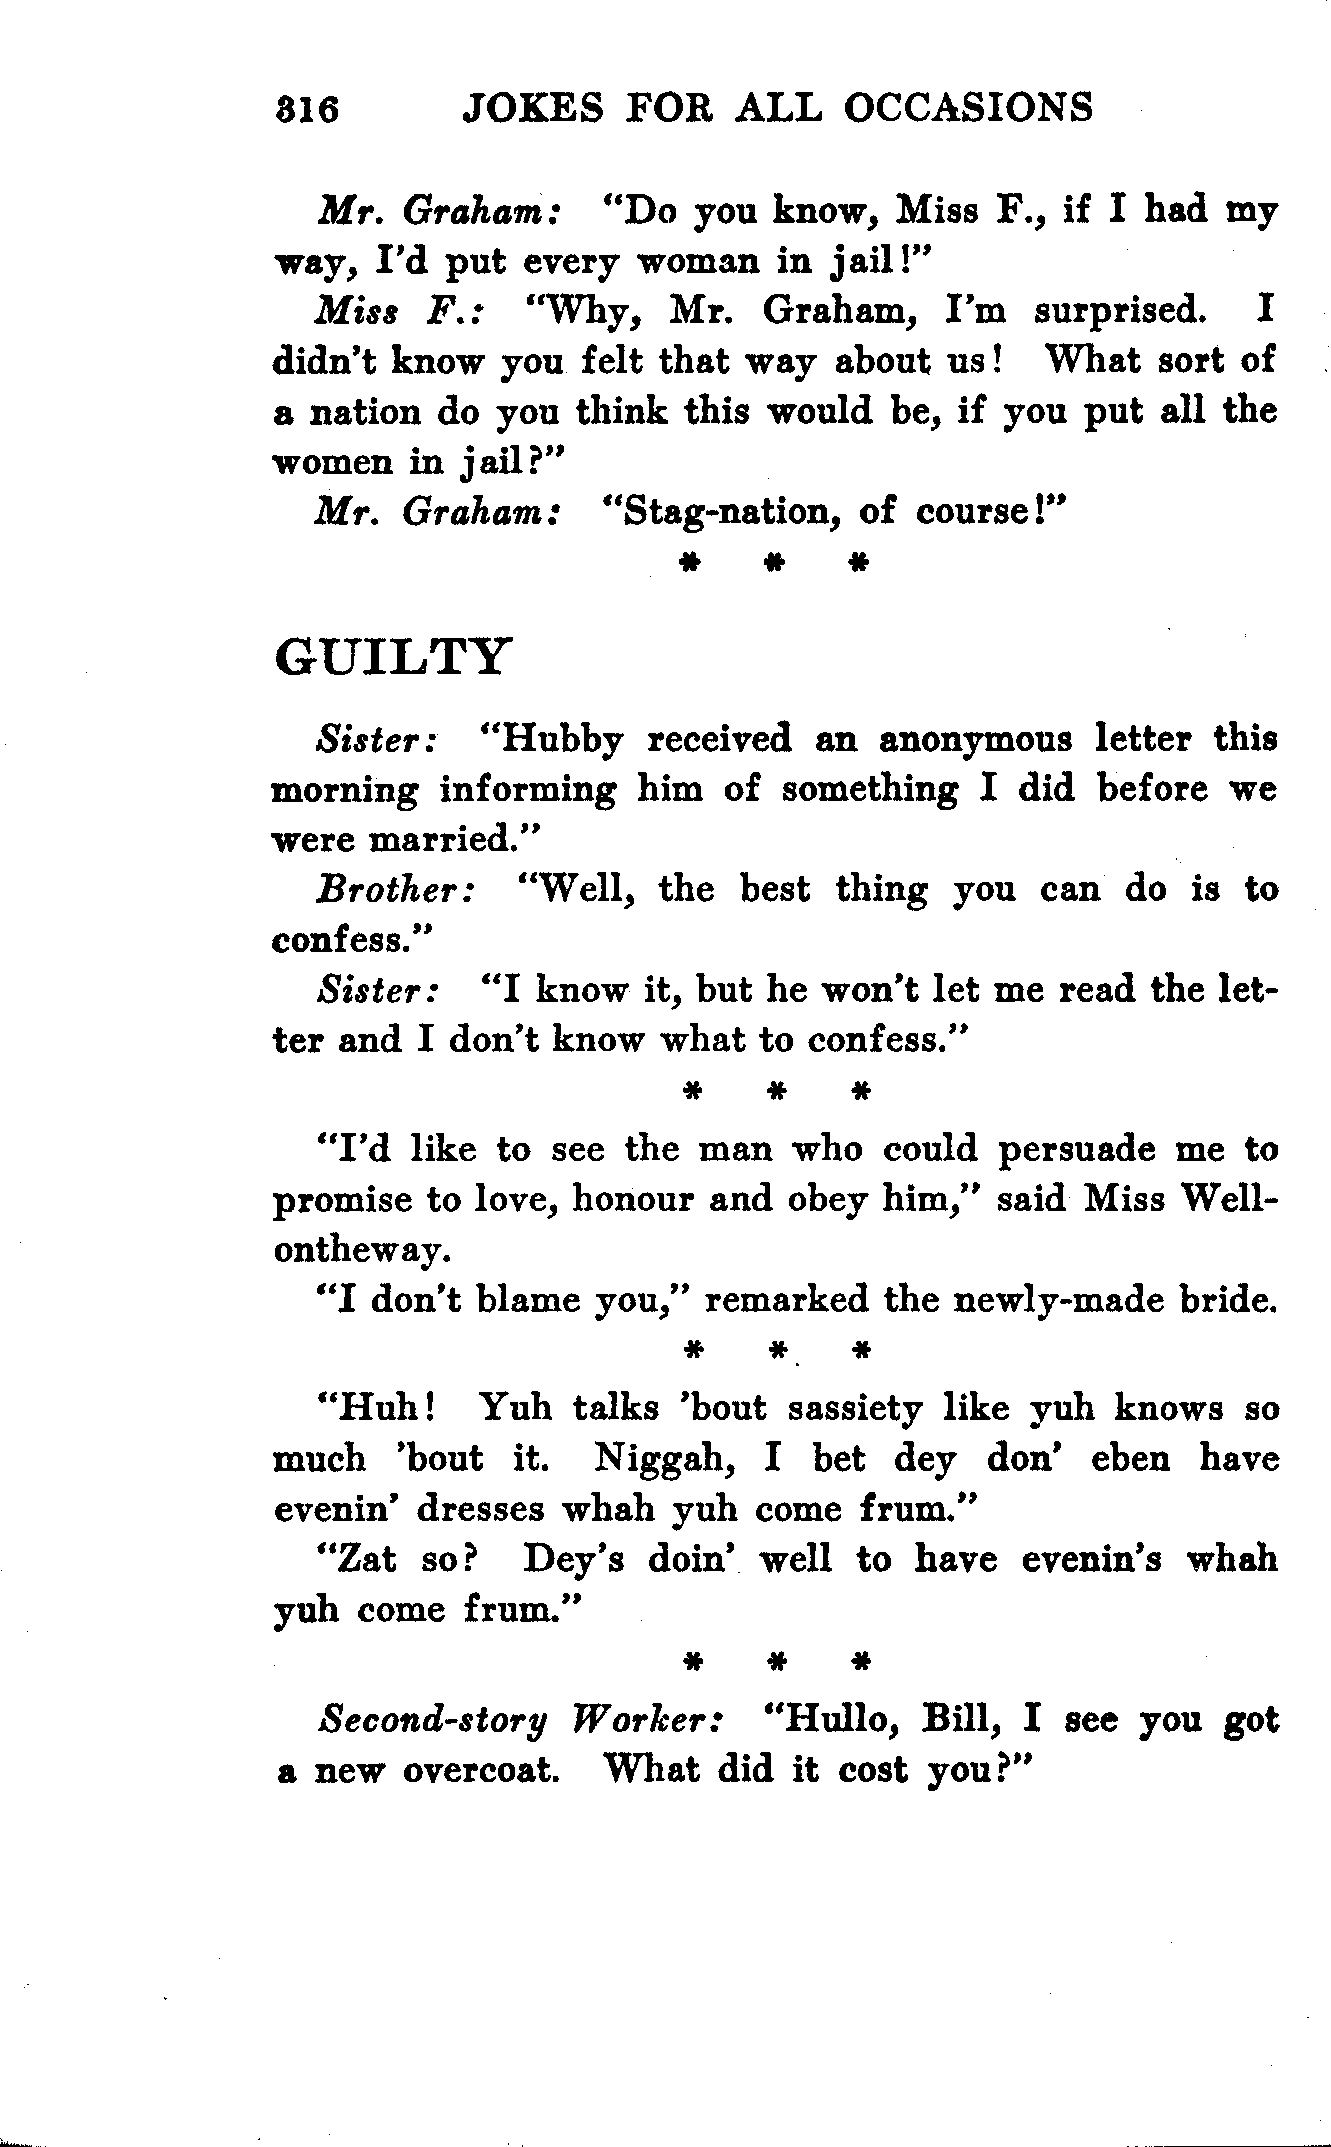 316 JOKES FOR ALL OCCASIONS
Mr. Graham: “Do you know, Miss F., if I had my
way, I’d put every woman in jail!”
Miss F.: “Why, Mr. Graham, I’m surprised. I
didn’t know you felt that way about us! What sort of
a nation do you think this would be, if you put all the
women in jail?”
Mr. Graham: “Stag-nation, of course!”
* * *
GUILTY
Sister: “Hubby received an anonymous letter this
morning informing him of something I did before we
were married.”
Brother: “Well, the best thing you can do is to
confess.”
Sister: “I know it, but he won’t let me read the let-
ter and I don’t know what to confess.”
* * *
“I’d like to see the man who could persuade me to
promise to love, honour and obey him,” said Miss Well-
ontheway.
“I don’t blame you,” remarked the newly-made bride.
* * *
“Huh! Yuh talks ’bout sassiety like yuh knows so
much ’bout it. Niggah, I bet dey don’ eben have
evenin’ dresses whah yuh come frum.”
“Zat so? Dey’s doin’ well to have evenin’s whah
yuh come frum.”
* * *
Second-story Worker: “Hullo, Bill, I see you got
a new overcoat. What did it cost you?”